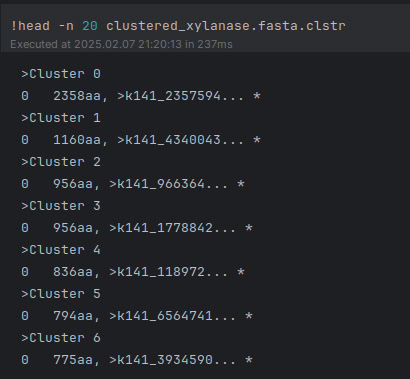 !head -n 20 clustered_xylanase.fasta.clstr
Executed at 2025.02.07 21:20:13 in 237ms
>Cluster 0
0 2358aa, >k141_2357594... *
>Cluster 1
0 1160aa, >k141_4340043... *
>Cluster 2
0 956aa, >k141_966364... *
>Cluster 3
0 956aa, >k141_1778842... *
>Cluster 4
0 836aa, >k141_118972... *
>Cluster 5
0 794aa, >k141_6564741... *
>Cluster 6
0 775aa, >k141_3934590... *